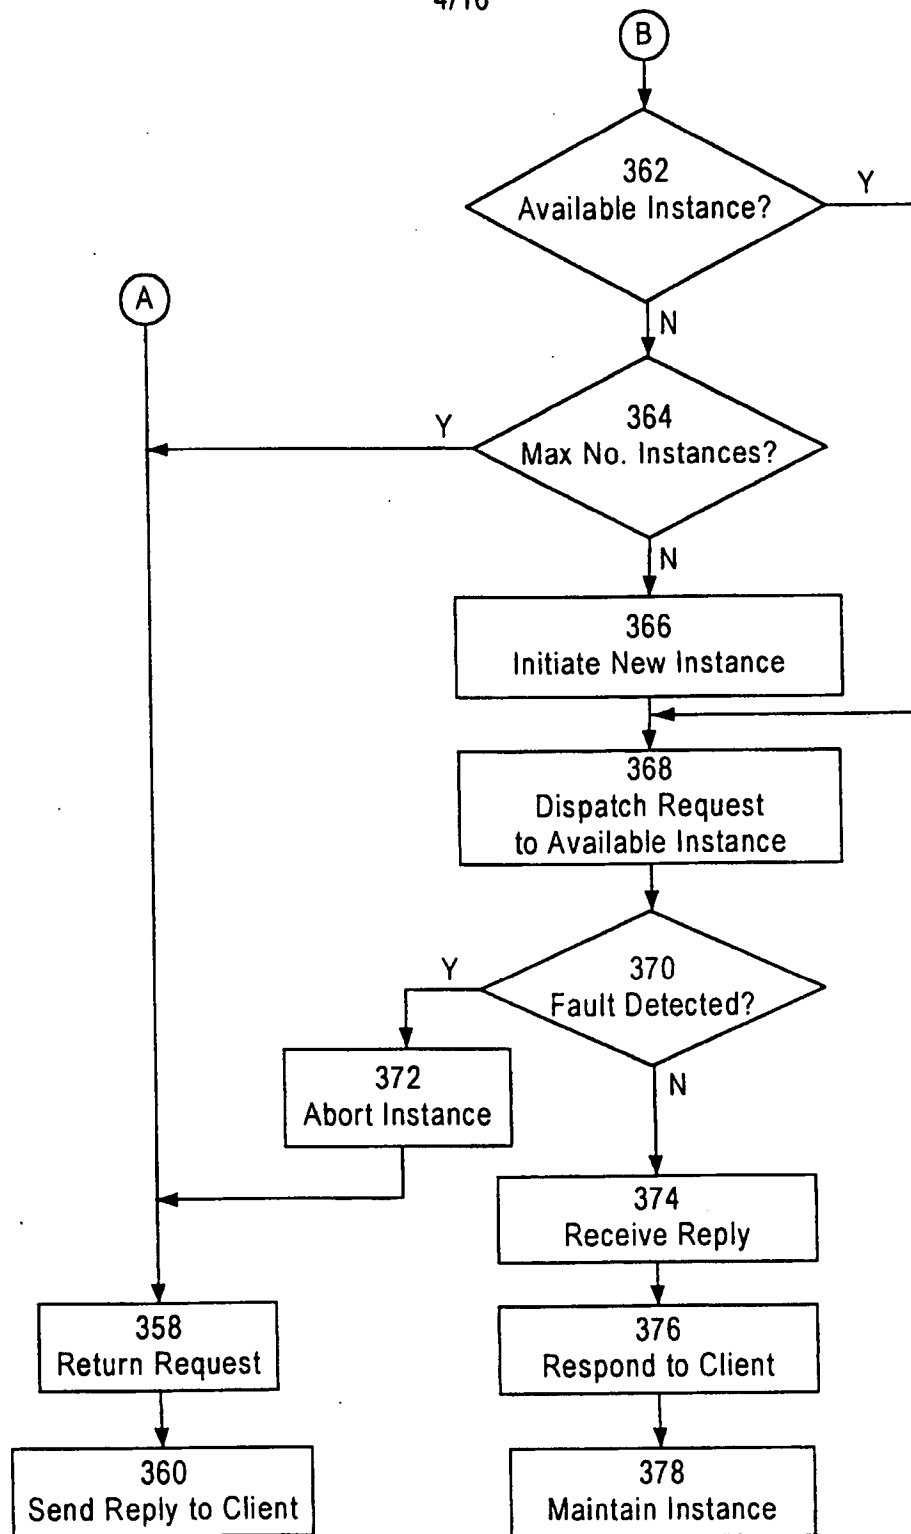 4/16
B
362
Available Instance?
Y
A
N
364
Max No. Instances?
Y
N
366
Initiate New Instance
368
Dispatch Request
to Available Instance
370
Fault Detected?
Y
N
372
Abort Instance
374
Receive Reply
358
Return Request
376
Respond to Client
360
Send Reply to Client
378
Maintain Instance